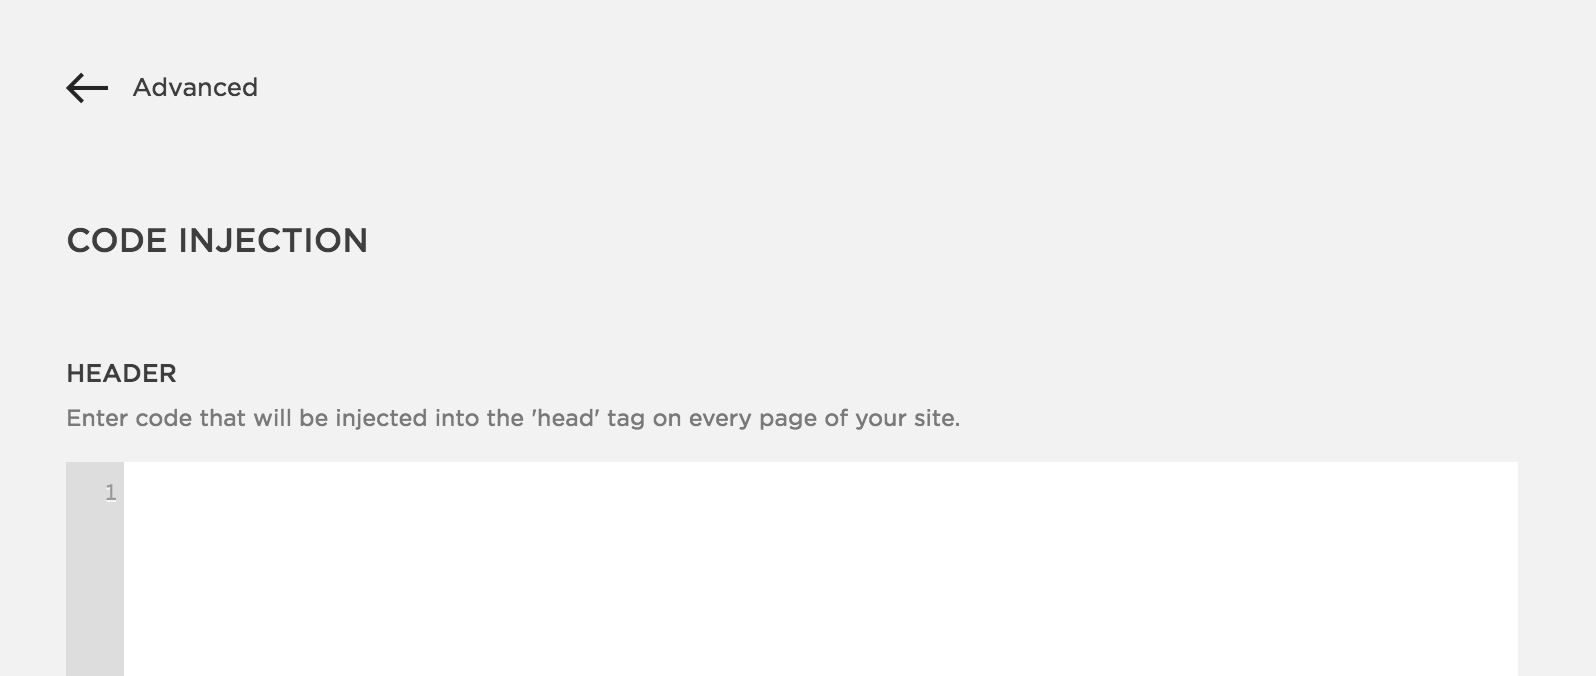 Advanced
CODE INJECTION
HEADER
Enter code that will be injected into the 'head' tag on every page of your site.
1